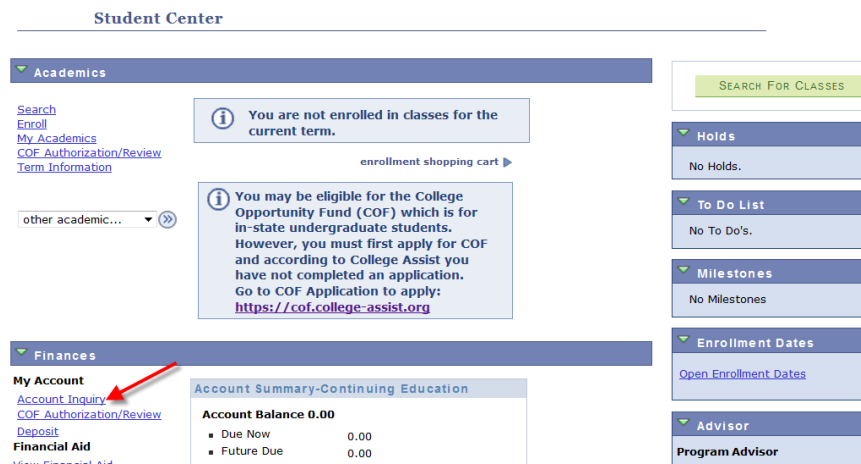 Student Center
Academics
Search
Enroll
My Academics
COF Authorization/Review
Term Information
other academic...
You are not enrolled in classes for the
current term.
enrollment shopping cart
You may be eligible for the College
Opportunity Fund (COF) which is for
in-state undergraduate students.
However, you must first apply for COF
and according to College Assist you
have not completed an application.
Go to COF Application to apply:
https://cof.college-assist.org
Finances
My Account
Account Inquiry
COF Authorization/Review
Deposit
Financial Aid
View Financial Aid
Account Summary-Continuing Education
Account Balance 0.00
Due Now 0.00
Future Due 0.00
SEARCH FOR CLASSES
Holds
No Holds.
To Do List
No To Do's.
Milestones
No Milestones
Enrollment Dates
Open Enrollment Dates
Advisor
Program Advisor